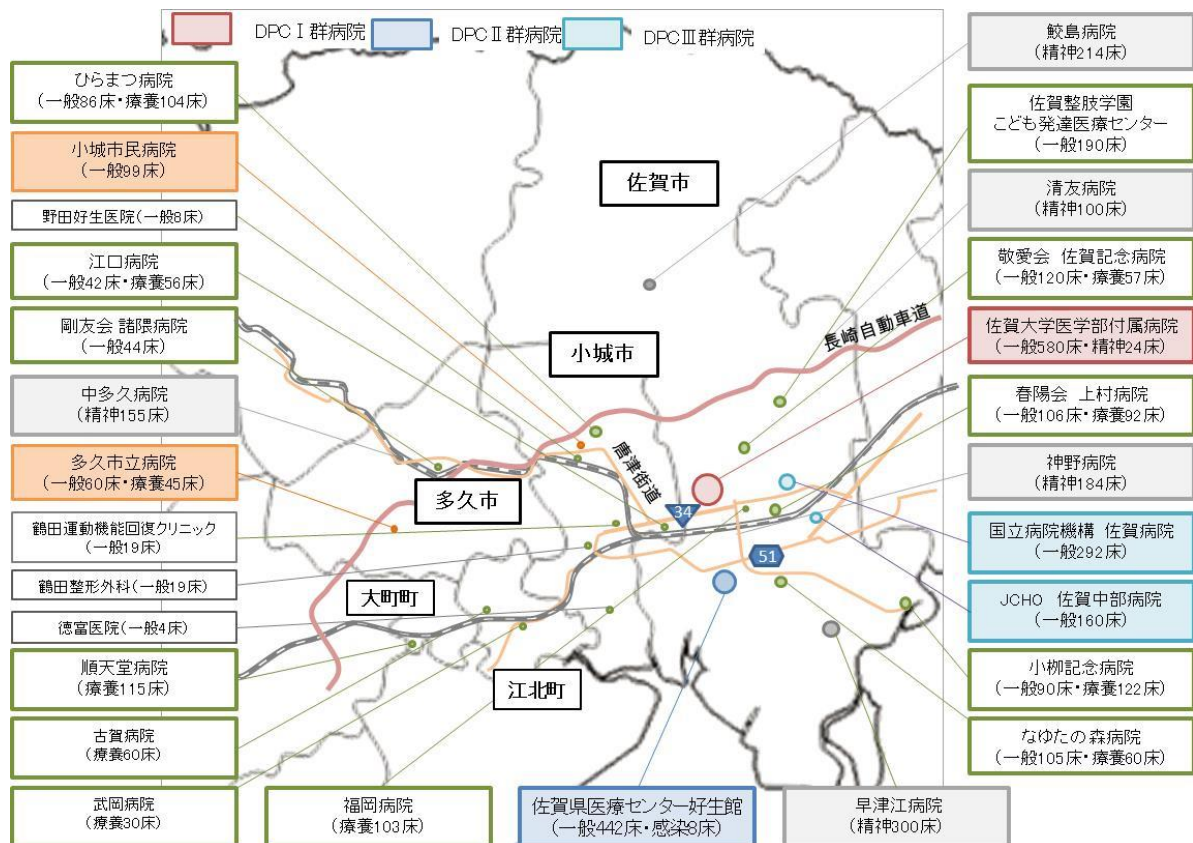 DPCⅠ群病院
DPCⅡ群病院
DPCⅢ群病院
ひらまつ病院
(一般86床・療養104床)
小城市民病院
(一般99床)
野田好生医院(一般8床)
江口病院
(一般42床・療養56床)
剛友会 諸隈病院
(一般44床)
中多久病院
(精神155床)
多久市立病院
(一般60床・療養45床)
鶴田運動機能回復クリニック
(一般19床)
鶴田整形外科(一般19床)
徳富医院(一般4床)
順天堂病院
(療養115床)
古賀病院
(療養60床)
武岡病院
(療養30床)
福岡病院
(療養103床)
佐賀県医療センター好生館
(一般442床・感染8床)
早津江病院
(精神300床)
佐賀市
小城市
多久市
大町町
江北町
長崎自動車道
唐津街道
34
51
鮫島病院
(精神214床)
佐賀整肢学園
こども発達医療センター
(一般190床)
清友病院
(精神100床)
敬愛会 佐賀記念病院
(一般120床・療養57床)
佐賀大学医学部付属病院
(一般580床・精神24床)
春陽会 上村病院
(一般106床・療養92床)
神野病院
(精神184床)
国立病院機構 佐賀病院
(一般292床)
JCHO 佐賀中部病院
(一般160床)
小柳記念病院
(一般90床・療養122床)
なゆたの森病院
(一般105床・療養60床)